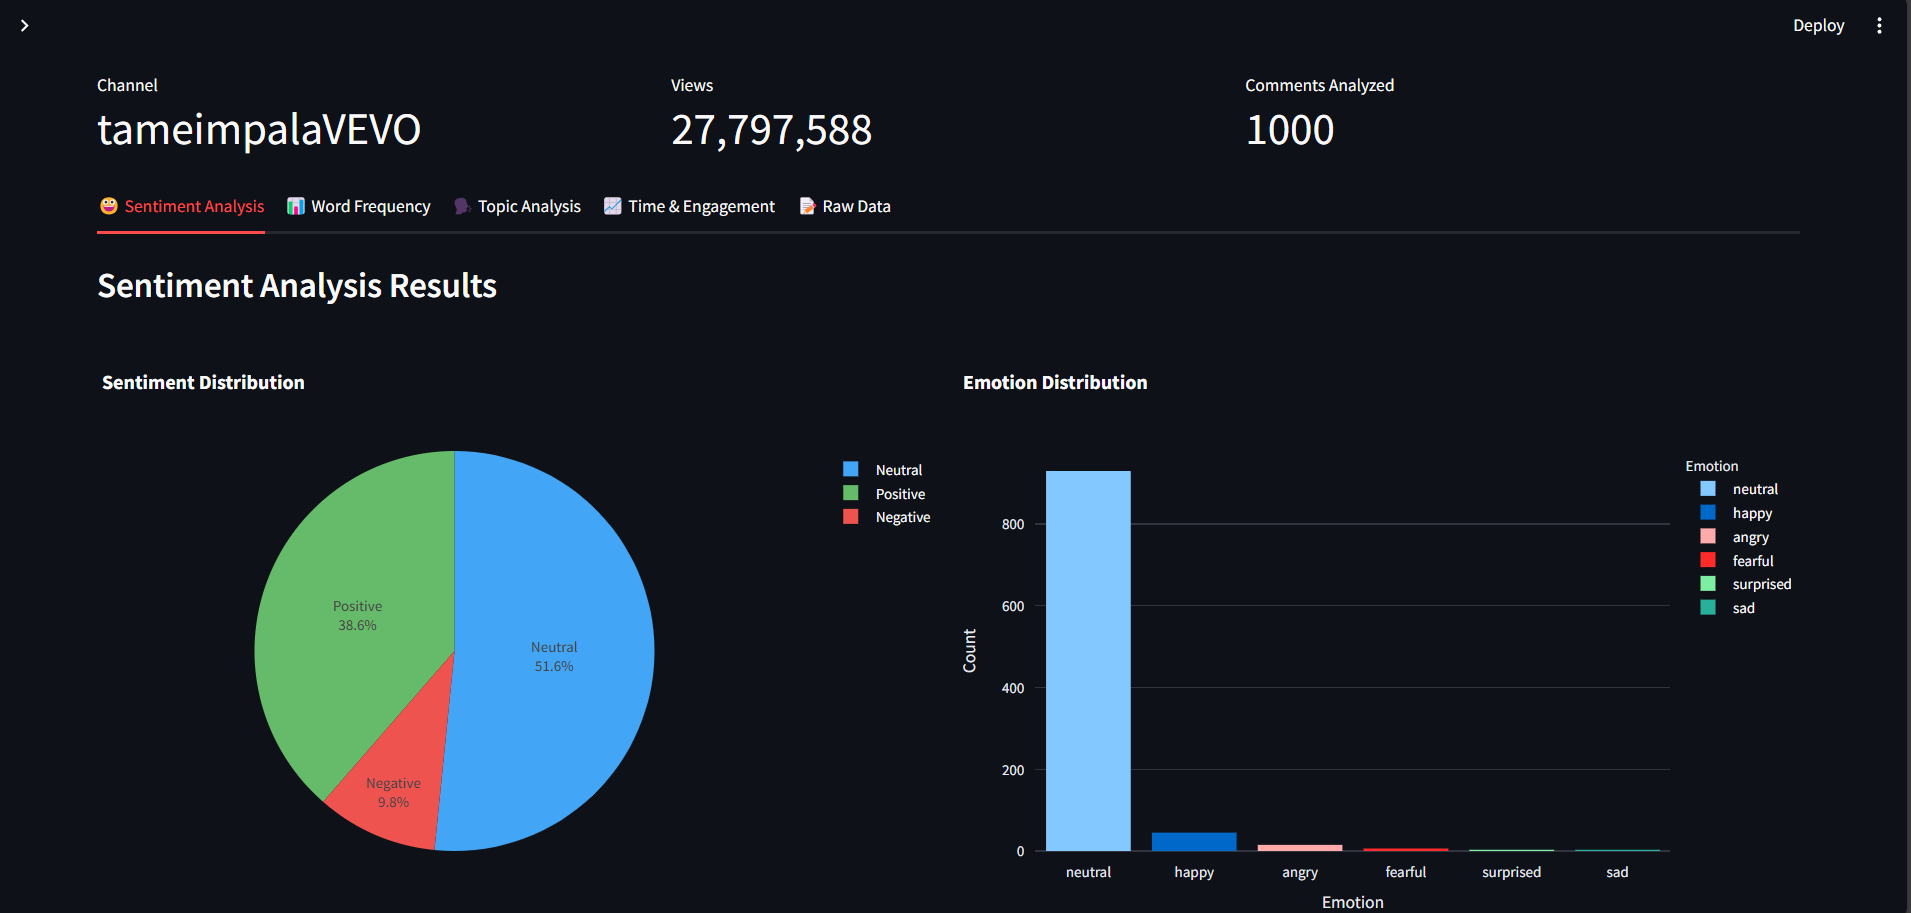 Deploy
Channel
tameimpalaVEVO
Views
27,797,588
Comments Analyzed
1000
Sentiment Analysis
Word Frequency
Topic Analysis
Time & Engagement
Raw Data
Sentiment Analysis Results
Sentiment Distribution
Positive
38.6%
Neutral
51.6%
Negative
9.8%
Neutral
Positive
Negative
Emotion Distribution
Count
800
600
400
200
0
neutral
happy
angry
fearful
surprised
sad
Emotion
Emotion
neutral
happy
angry
fearful
surprised
sad